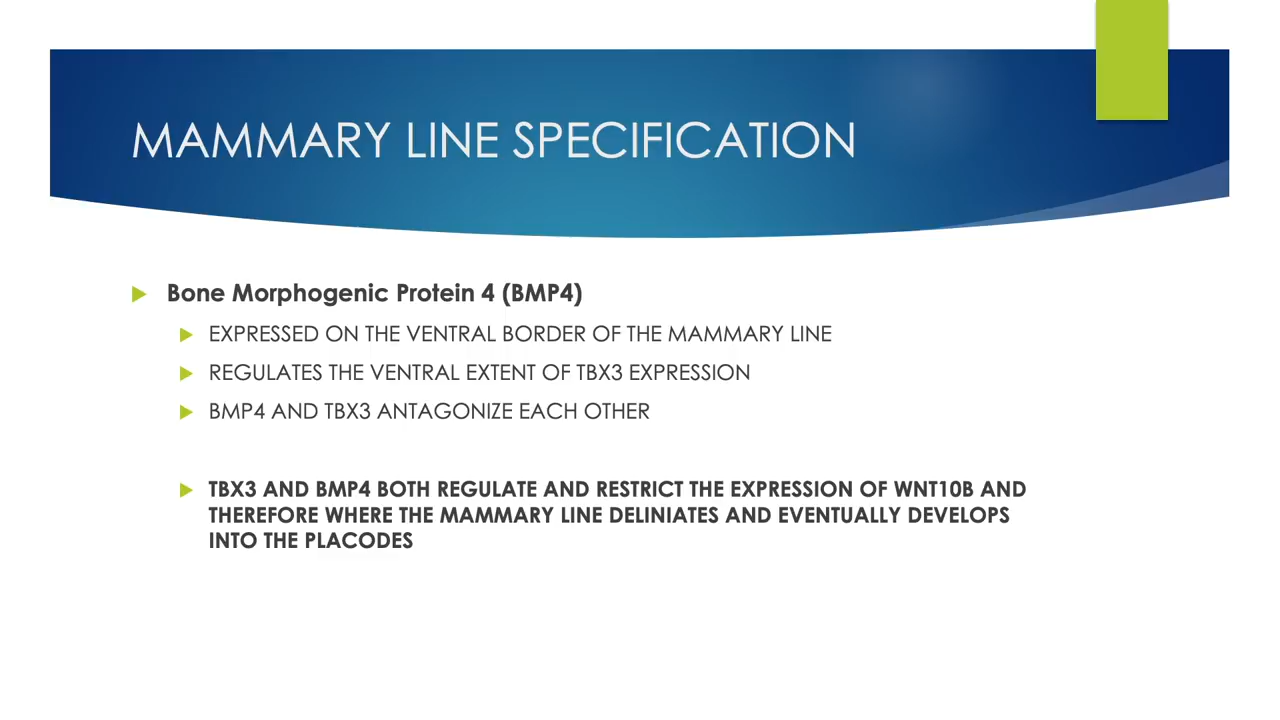 MAMMARY LINE SPECIFICATION
Bone Morphogenic Protein 4 (BMP4)
EXPRESSED ON THE VENTRAL BORDER OF THE MAMMARY LINE
REGULATES THE VENTRAL EXTENT OF TBX3 EXPRESSION
BMP4 AND TBX3 ANTAGONIZE EACH OTHER
TBX3 AND BMP4 BOTH REGULATE AND RESTRICT THE EXPRESSION OF WNT10B AND
THEREFORE WHERE THE MAMMARY LINE DELINIATES AND EVENTUALLY DEVELOPS
INTO THE PLACODES